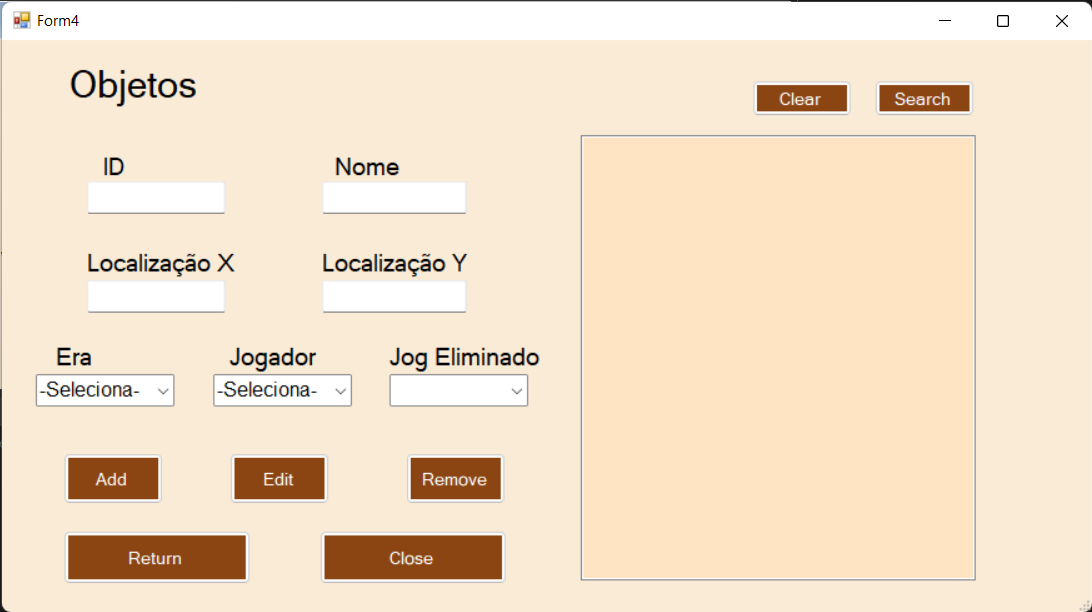 Form4
Objetos
Clear Search
ID Nome
Localização X Localização Y
Era Jogador Jog Eliminado
-Seleciona- -Seleciona-
Add Edit Remove
Return Close